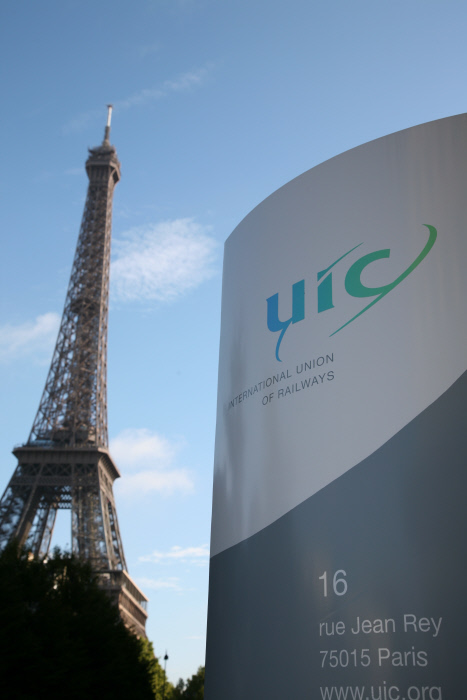 uic
INTERNATIONAL UNION
OF RAILWAYS
16
rue Jean Rey
75015 Paris
www.uic.org